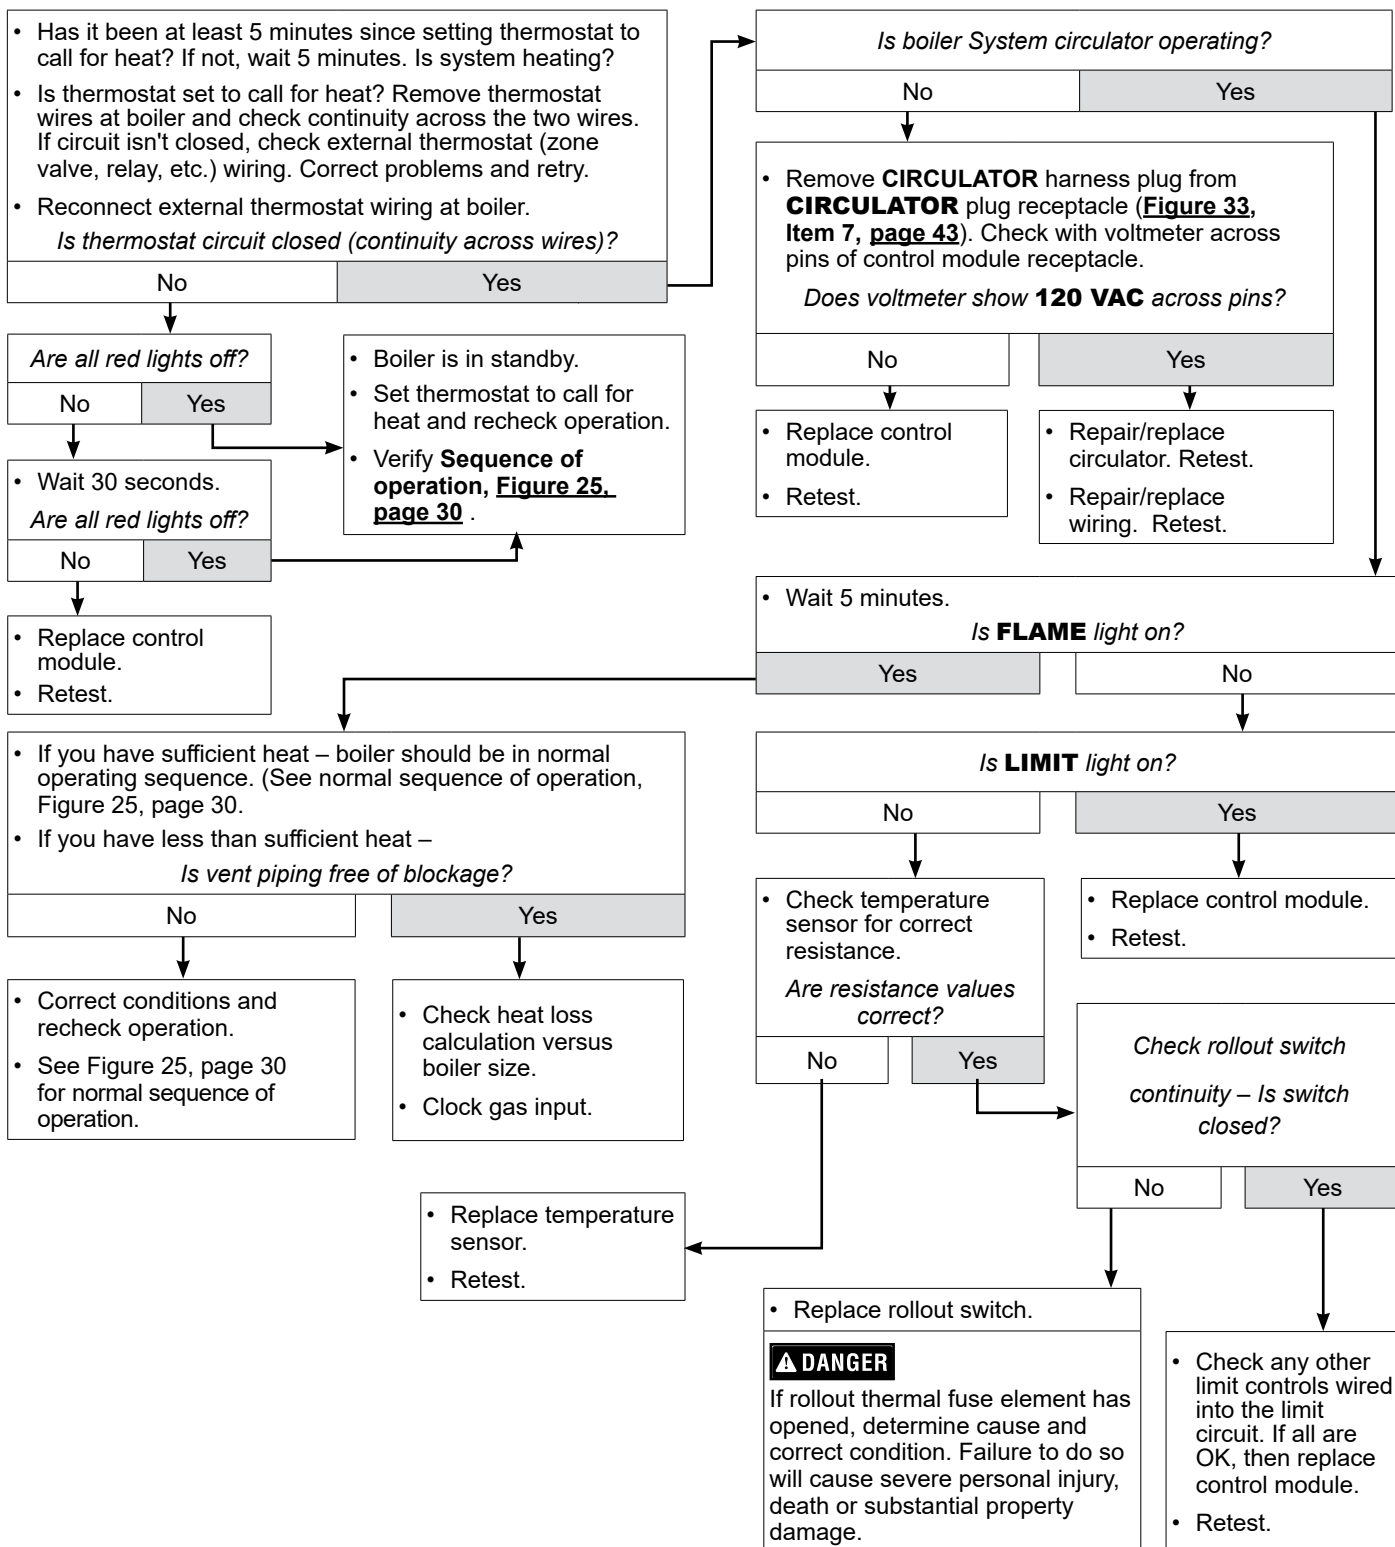 • Has it been at least 5 minutes since setting thermostat to
call for heat? If not, wait 5 minutes. Is system heating?
• Is thermostat set to call for heat? Remove thermostat
wires at boiler and check continuity across the two wires.
If circuit isn't closed, check external thermostat (zone
valve, relay, etc.) wiring. Correct problems and retry.
• Reconnect external thermostat wiring at boiler.
Is thermostat circuit closed (continuity across wires)?
No
Yes
Is boiler System circulator operating?
No
Yes
• Remove CIRCULATOR harness plug from
CIRCULATOR plug receptacle (Figure 33,
Item 7, page 43). Check with voltmeter across
pins of control module receptacle.
Does voltmeter show 120 VAC across pins?
No
Yes
• Replace control
module.
• Retest.
• Repair/replace
circulator. Retest.
• Repair/replace
wiring. Retest.
Are all red lights off?
No
Yes
• Boiler is in standby.
• Set thermostat to call for
heat and recheck operation.
• Verify Sequence of
operation, Figure 25,
page 30 .
• Wait 30 seconds.
Are all red lights off?
No
Yes
• Replace control
module.
• Retest.
• Wait 5 minutes.
Is FLAME light on?
Yes
No
• If you have sufficient heat – boiler should be in normal
operating sequence. (See normal sequence of operation,
Figure 25, page 30.
• If you have less than sufficient heat –
Is vent piping free of blockage?
No
Yes
• Correct conditions and
recheck operation.
• See Figure 25, page 30
for normal sequence of
operation.
• Check heat loss
calculation versus
boiler size.
• Clock gas input.
Is LIMIT light on?
No
Yes
• Check temperature
sensor for correct
resistance.
Are resistance values
correct?
No
Yes
• Replace control module.
• Retest.
Check rollout switch
continuity – Is switch
closed?
No
Yes
• Replace temperature
sensor.
• Retest.
• Replace rollout switch.
DANGER
If rollout thermal fuse element has
opened, determine cause and
correct condition. Failure to do so
will cause severe personal injury,
death or substantial property
damage.
• Check any other
limit controls wired
into the limit
circuit. If all are
OK, then replace
control module.
• Retest.